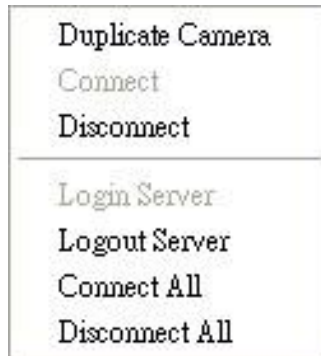 Duplicate Camera
Connect
Disconnect
Login Server
Logout Server
Connect All
Disconnect All